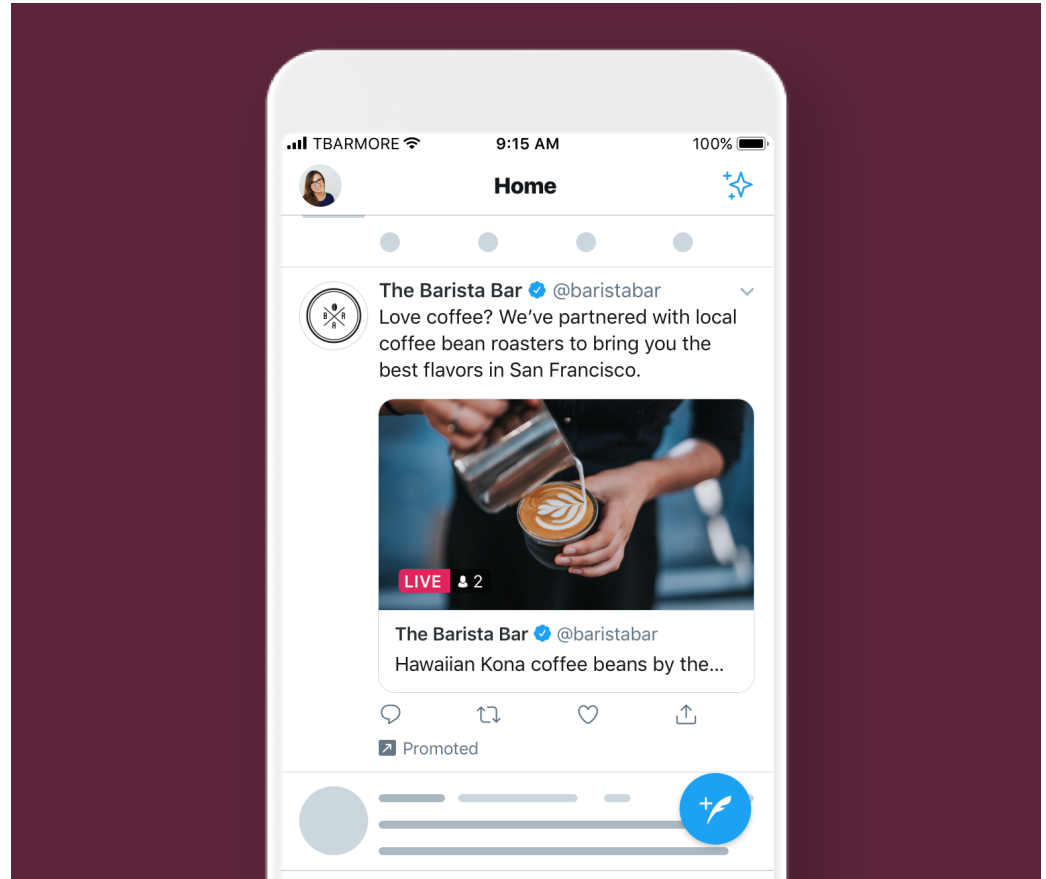 TBARMORE 9:15 AM 100%
Home
The Barista Bar @baristabar
Love coffee? We’ve partnered with local
coffee bean roasters to bring you the
best flavors in San Francisco.
B A R R
LIVE 2
The Barista Bar @baristabar
Hawaiian Kona coffee beans by the...
Promoted